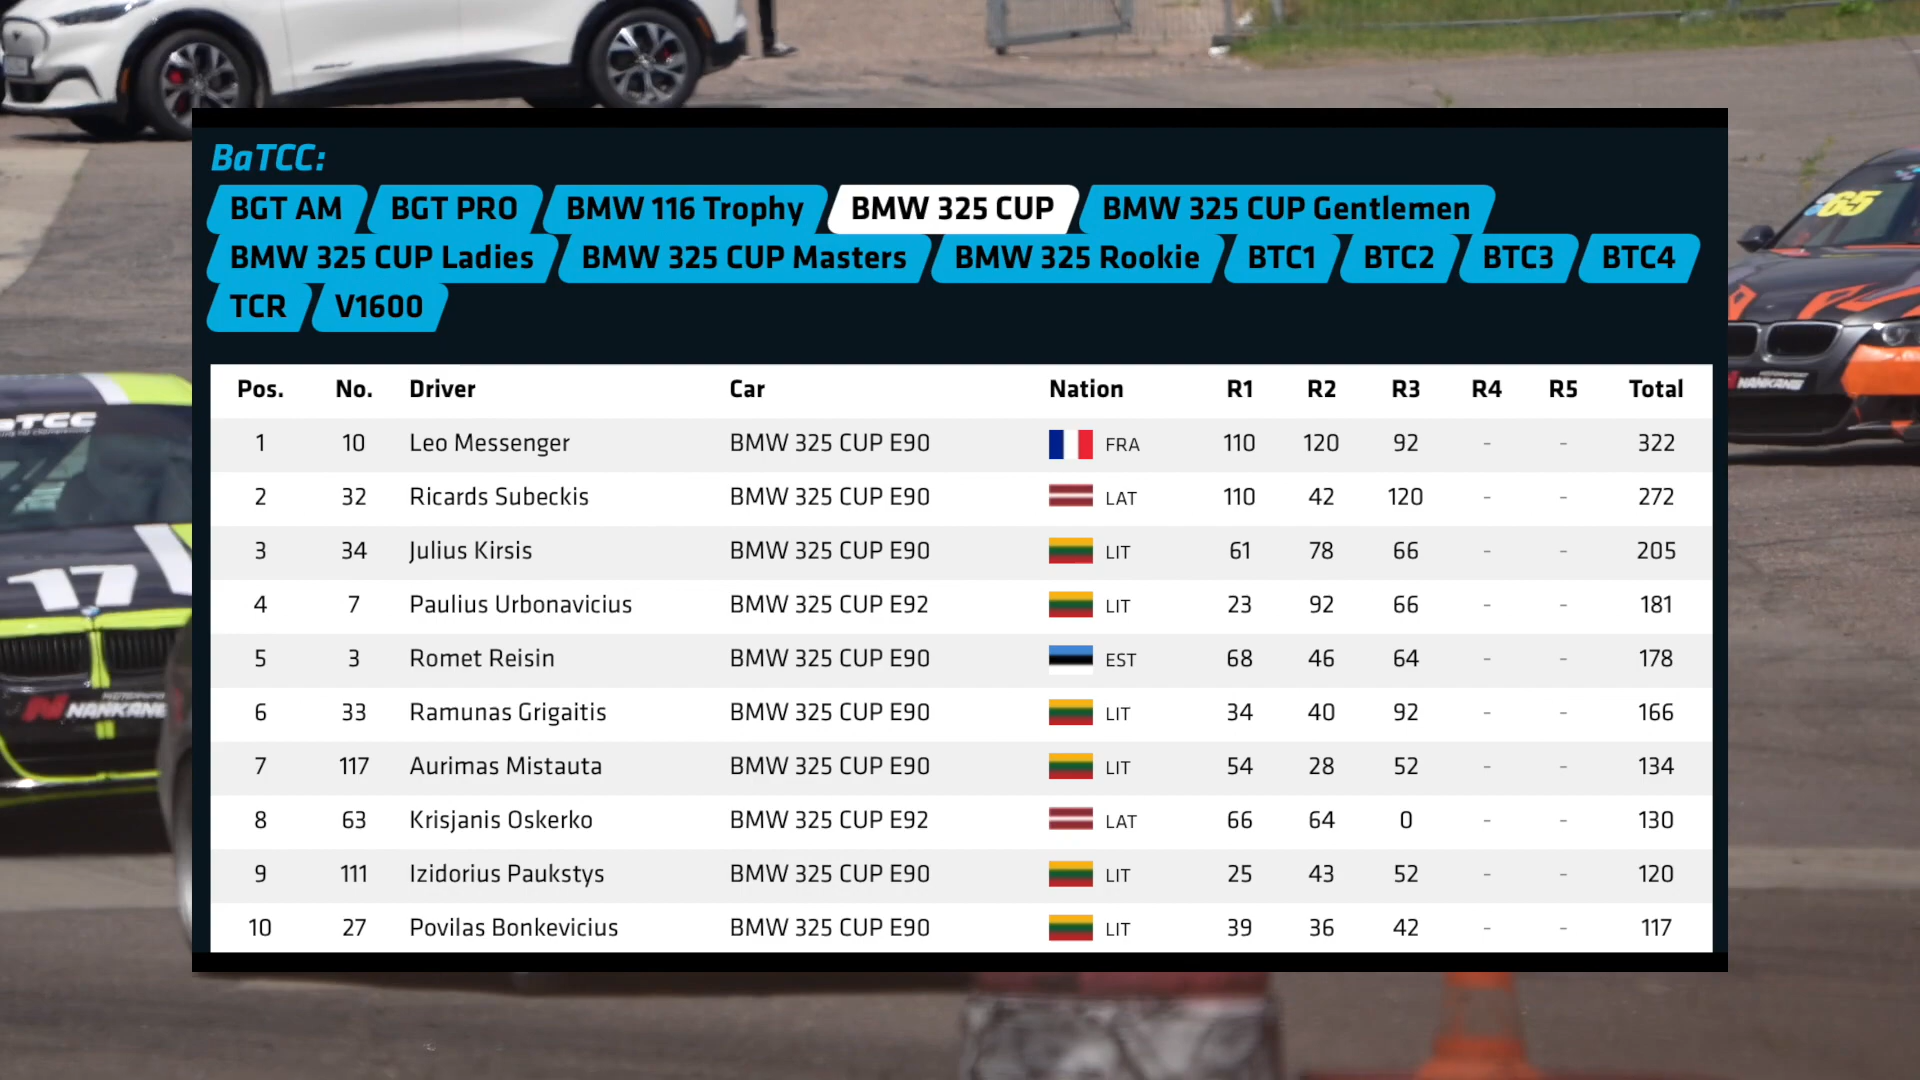 BaTCC:
BGT AM BGT PRO BMW 116 Trophy BMW 325 CUP BMW 325 CUP Gentlemen
BMW 325 CUP Ladies BMW 325 CUP Masters BMW 325 Rookie BTC1 BTC2 BTC3 BTC4
TCR V1600
Pos. No. Driver Car Nation R1 R2 R3 R4 R5 Total
1 10 Leo Messenger BMW 325 CUP E90 FRA 110 120 92 - - 322
2 32 Ricards Subeckis BMW 325 CUP E90 LAT 110 42 120 - - 272
3 34 Julius Kirsis BMW 325 CUP E90 LIT 61 78 66 - - 205
4 7 Paulius Urbonavicius BMW 325 CUP E92 LIT 23 92 66 - - 181
5 3 Romet Reisin BMW 325 CUP E90 EST 68 46 64 - - 178
6 33 Ramunas Grigaitis BMW 325 CUP E90 LIT 34 40 92 - - 166
7 117 Aurimas Mistauta BMW 325 CUP E90 LIT 54 28 52 - - 134
8 63 Krisjanis Oskerko BMW 325 CUP E92 LAT 66 64 0 - - 130
9 111 Izidorius Paukstys BMW 325 CUP E90 LIT 25 43 52 - - 120
10 27 Povilas Bonkevicius BMW 325 CUP E90 LIT 39 36 42 - - 117
17
NANKANG
65
NANKANG